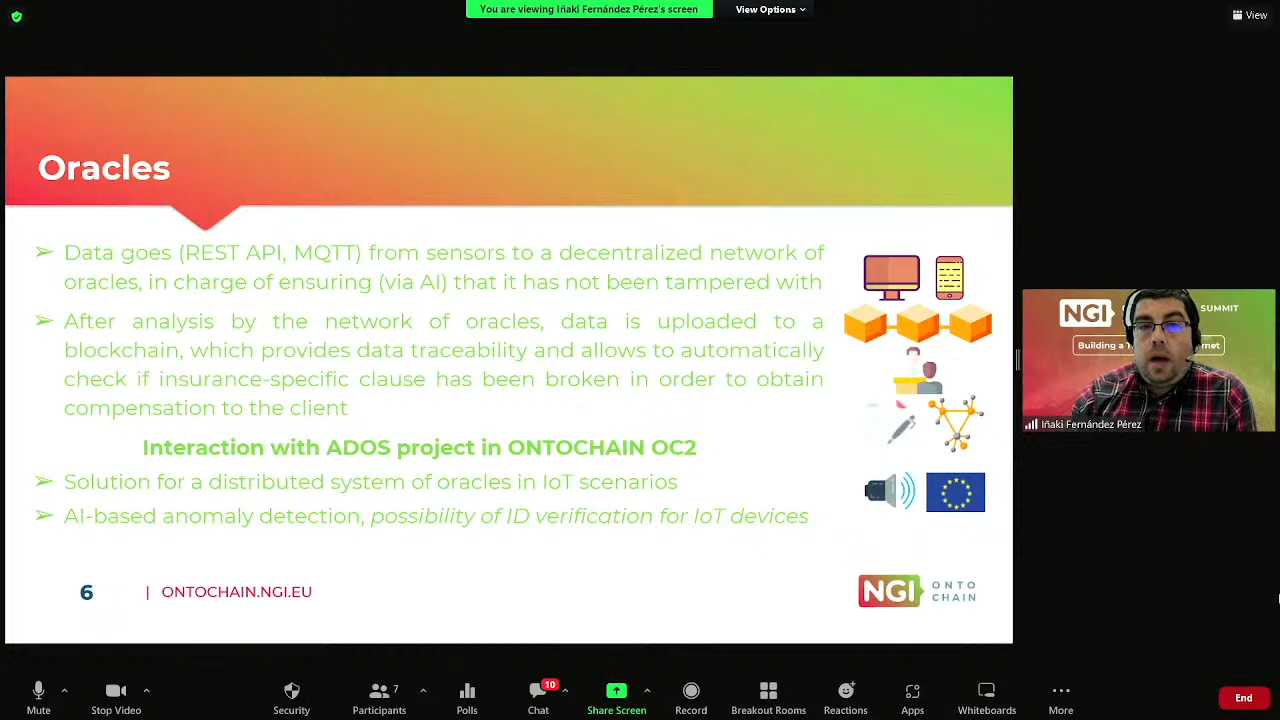 You are viewing Iñaki Fernández Pérez's screen
View Options
View
Oracles
➢ Data goes (REST API, MQTT) from sensors to a decentralized network of
oracles, in charge of ensuring (via AI) that it has not been tampered with
➢ After analysis by the network of oracles, data is uploaded to a
blockchain, which provides data traceability and allows to automatically
check if insurance-specific clause has been broken in order to obtain
compensation to the client
Interaction with ADOS project in ONTOCHAIN OC2
➢ Solution for a distributed system of oracles in IoT scenarios
➢ AI-based anomaly detection, possibility of ID verification for IoT devices
6 | ONTOCHAIN.NGI.EU
NGI ONTO
CHAIN
NGI SUMMIT
Building a
Iñaki Fernández Pérez
Mute
Stop Video
Security
Participants 7
Polls
Chat 10
Share Screen
Record
Breakout Rooms
Reactions
Apps
Whiteboards
More
End